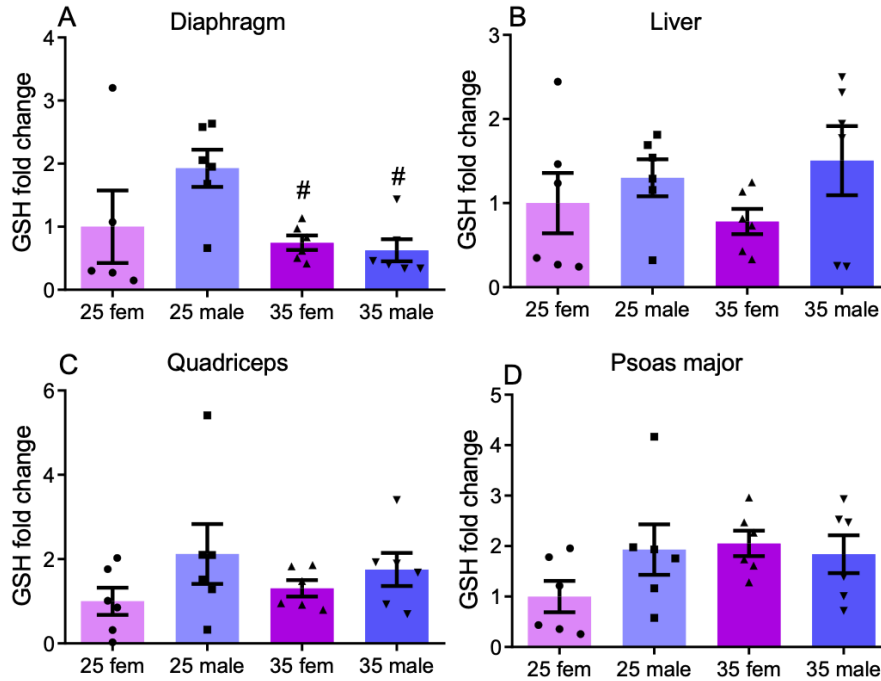 A
Diaphragm
GSH fold change
4
3
2
1
0
#
#
25 fem
25 male
35 fem
35 male
B
Liver
GSH fold change
3
2
1
0
25 fem
25 male
35 fem
35 male
C
Quadriceps
GSH fold change
6
4
2
0
25 fem
25 male
35 fem
35 male
D
Psoas major
GSH fold change
5
4
3
2
1
0
25 fem
25 male
35 fem
35 male